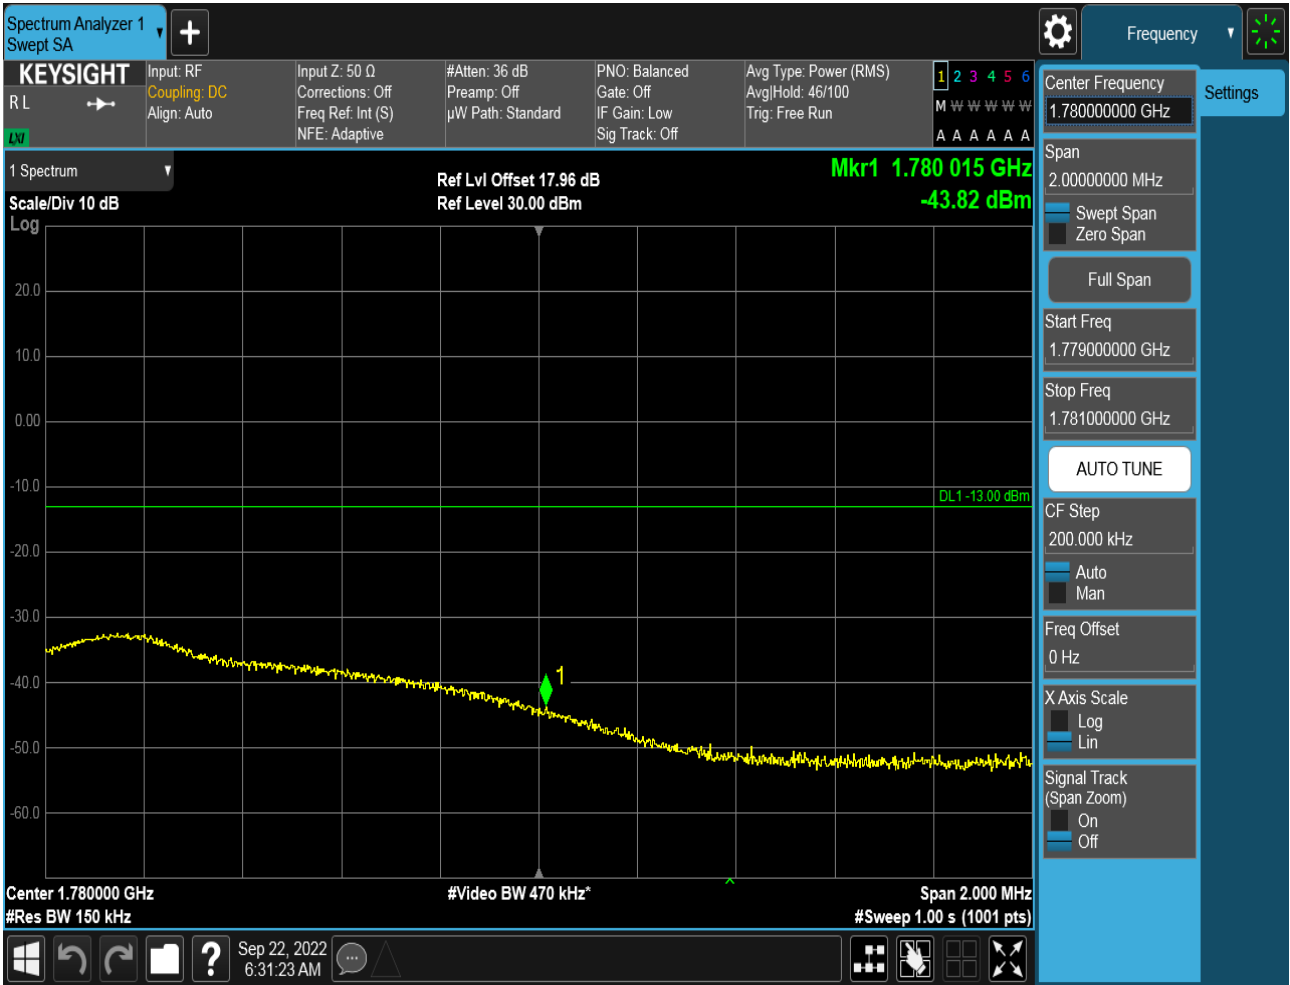 Spectrum Analyzer 1
Swept SA
Frequency
KEYSIGHT
R L
LXI
Input: RF
Coupling: DC
Align: Auto
Input Z: 50 Ω
Corrections: Off
Freq Ref: Int (S)
NFE: Adaptive
#Atten: 36 dB
Preamp: Off
µW Path: Standard
PNO: Balanced
Gate: Off
IF Gain: Low
Sig Track: Off
Avg Type: Power (RMS)
Avg|Hold: 46/100
Trig: Free Run
1 2 3 4 5 6
M W W W W W
A A A A A A
1 Spectrum
Scale/Div 10 dB
Log
Ref Lvl Offset 17.96 dB
Ref Level 30.00 dBm
Mkr1 1.780 015 GHz
-43.82 dBm
20.0
10.0
0.00
-10.0
-20.0
-30.0
-40.0
-50.0
-60.0
DL1 -13.00 dBm
1
Center 1.780000 GHz
#Res BW 150 kHz
#Video BW 470 kHz*
Span 2.000 MHz
#Sweep 1.00 s (1001 pts)
Center Frequency
1.780000000 GHz
Settings
Span
2.00000000 MHz
Swept Span
Zero Span
Full Span
Start Freq
1.779000000 GHz
Stop Freq
1.781000000 GHz
AUTO TUNE
CF Step
200.000 kHz
Auto
Man
Freq Offset
0 Hz
X Axis Scale
Log
Lin
Signal Track
(Span Zoom)
On
Off
?
Sep 22, 2022
6:31:23 AM